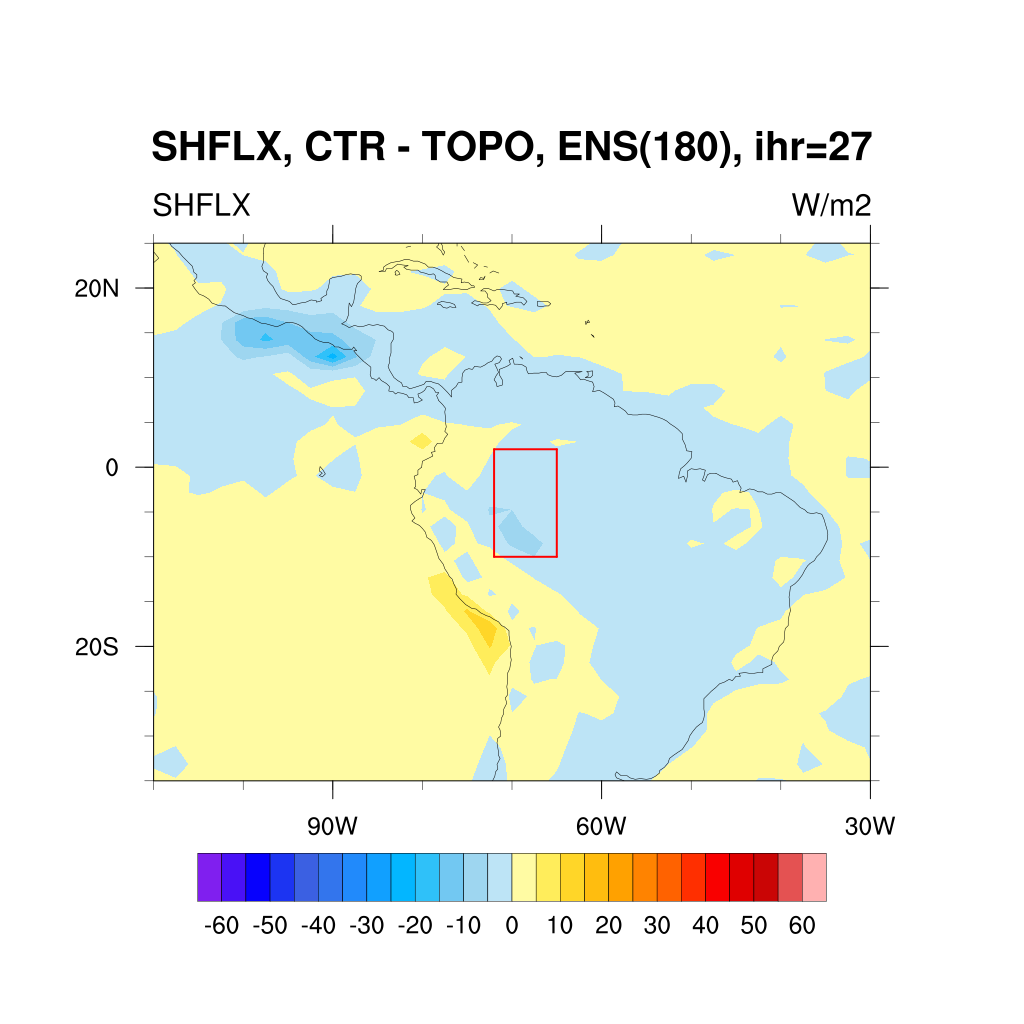 SHFLX, CTR - TOPO, ENS(180), ihr=27
SHFLX W/m2
20N
0
20S
90W 60W 30W
-60 -50 -40 -30 -20 -10 0 10 20 30 40 50 60